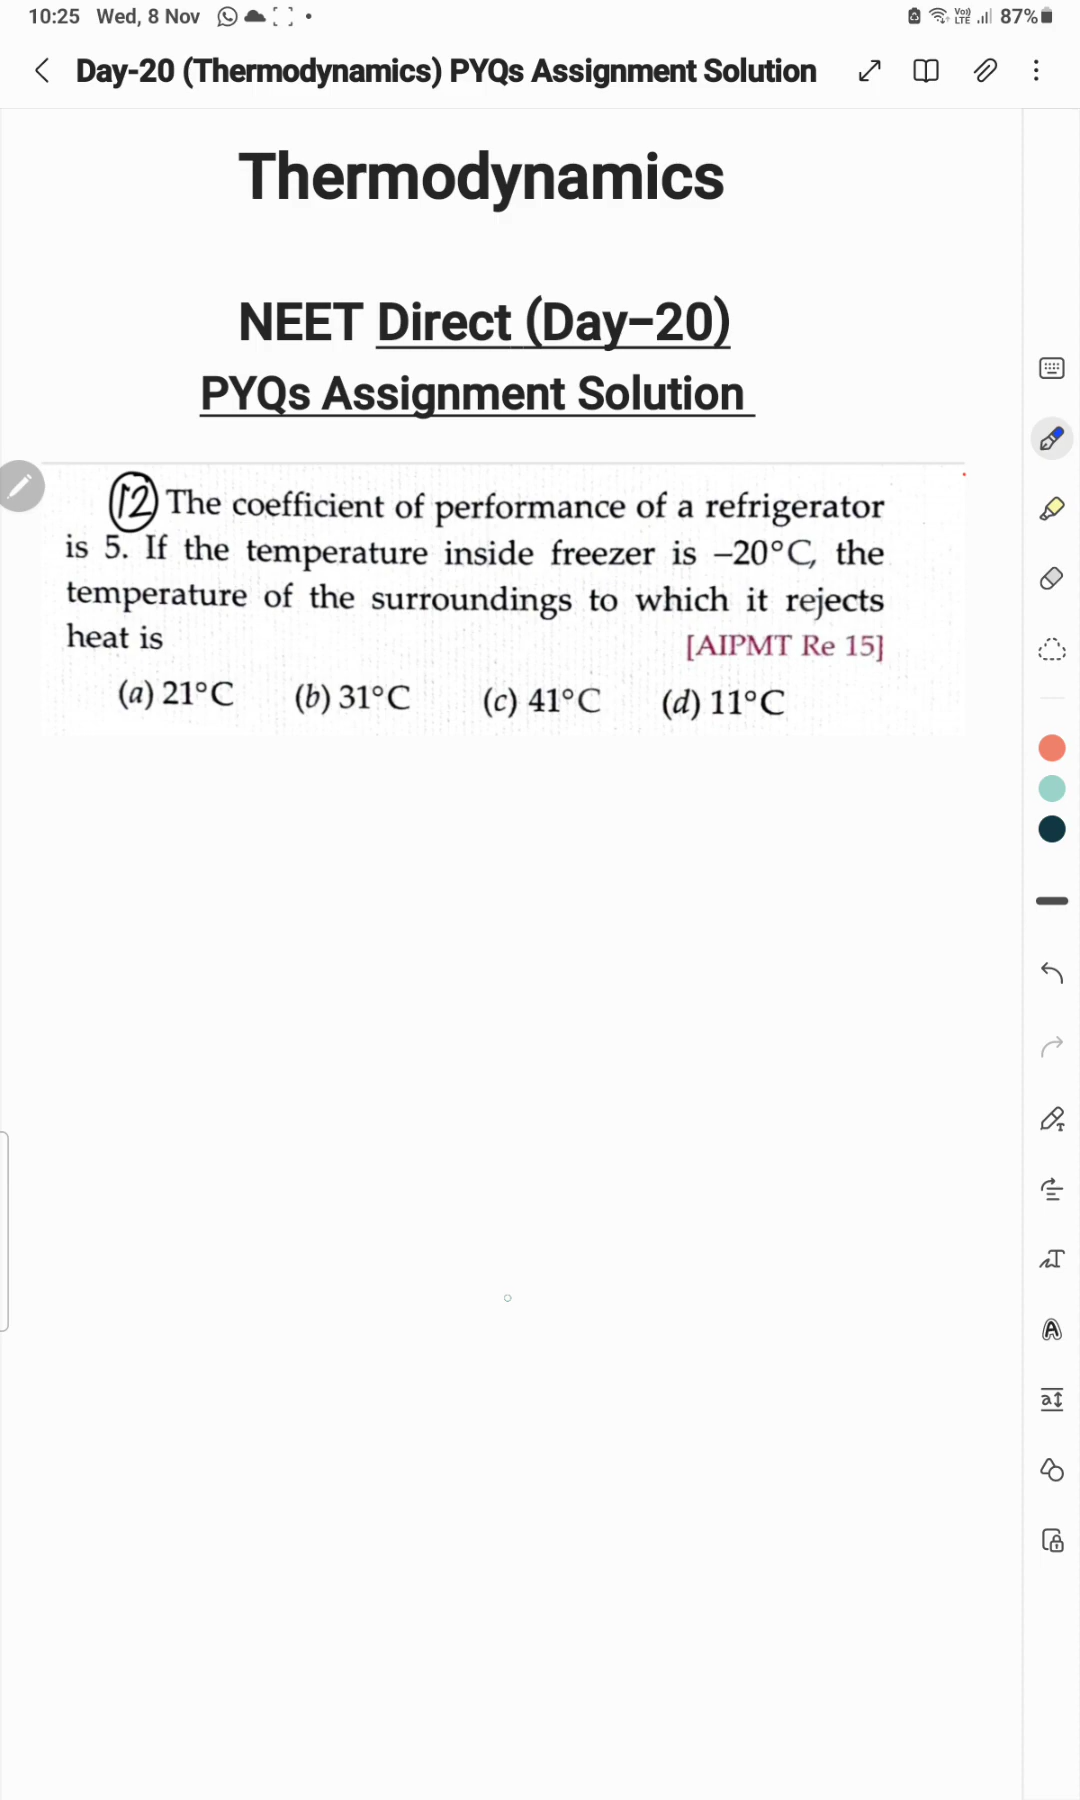 10:25 Wed, 8 Nov
Vo))
LTE
87%
Day-20 (Thermodynamics) PYQs Assignment Solution
Thermodynamics
NEET Direct (Day-20)
PYQs Assignment Solution
12 The coefficient of performance of a refrigerator
is 5. If the temperature inside freezer is –20°C, the
temperature of the surroundings to which it rejects
heat is [AIPMT Re 15]
(a) 21°C (b) 31°C (c) 41°C (d) 11°C